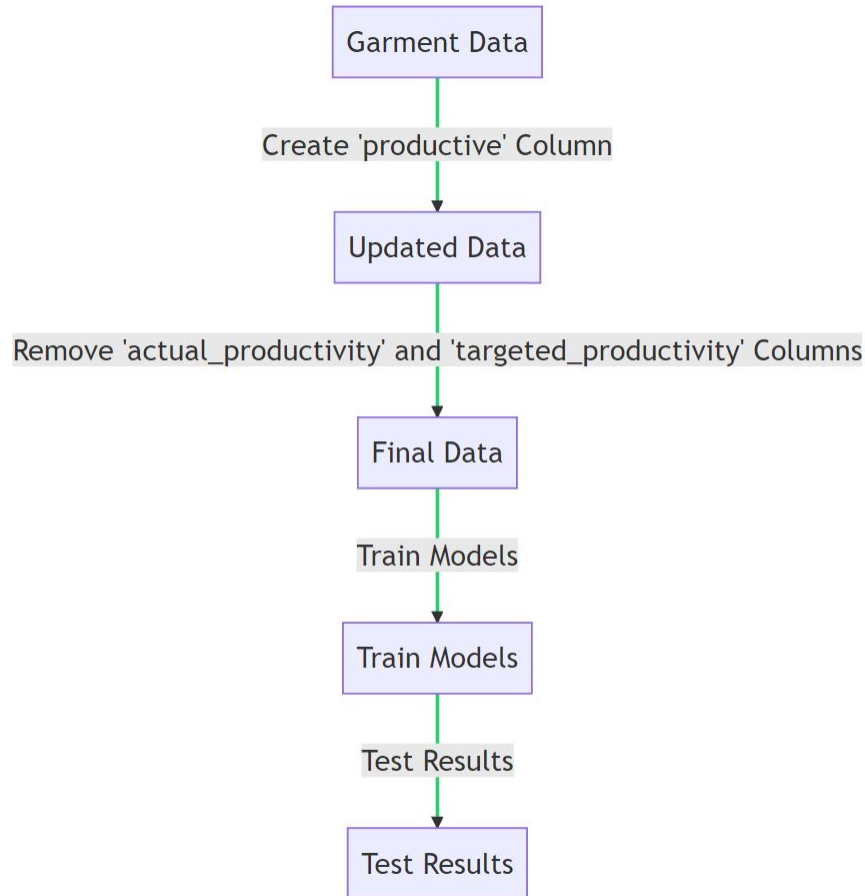 Garment Data
Create 'productive' Column
Updated Data
Remove 'actual_productivity' and 'targeted_productivity' Columns
Final Data
Train Models
Train Models
Test Results
Test Results